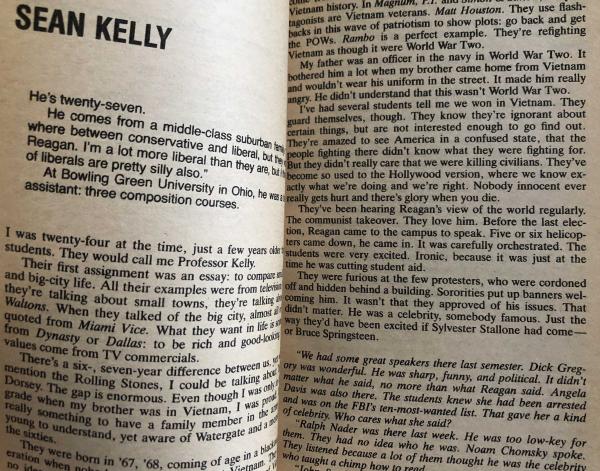 SEAN KELLY
He's twenty-seven.
He comes from a middle-class suburban
where between conservative and liberal, but
Reagan. I'm a lot more liberal than they are, but
of liberals are pretty silly also."
At Bowling Green University in Ohio, he was a
assistant: three composition courses.
I was twenty-four at the time, just a few years older
students. They would call me Professor Kelly.
Their first assignment was an essay: to compare
and big-city life. All their examples were from television
they're talking about small towns, they're talking
Waltons. When they talked of the big city, almost
quoted from Miami Vice. What they want in life is
from Dynasty or Dallas: to be rich and good-looking
values come from TV commercials.
There's a six-, seven-year difference between us,
mention the Rolling Stones, I could be talking about
Dorsey. The gap is enormous. Even though I was only
grade when my brother was in Vietnam, I was proud
really something to have a family member in the
young to understand, yet aware of Watergate and a
the sixties.
They were born in '67, '68, coming of age in a
eration when
Vietnam history. In Magnum, P.I. and Simon &
tagonists are Vietnam veterans. Matt Houston. They use flash-
backs in this wave of patriotism to show plots: go back and get
the POWs. Rambo is a perfect example. They're refighting
Vietnam as though it were World War Two.
My father was an officer in the navy in World War Two. It
bothered him a lot when my brother came home from Vietnam
and wouldn't wear his uniform in the street. It made him really
angry. He didn't understand that this wasn't World War Two.
I've had several students tell me we won in Vietnam. They
guard themselves, though. They know they're ignorant about
certain things, but are not interested enough to go find out.
They're amazed to see America in a confused state, that the
people fighting there didn't know what they were fighting for.
But they didn't really care that we were killing civilians. They've
become so used to the Hollywood version, where we know ex-
actly what we're doing and we're right. Nobody innocent ever
really gets hurt and there's glory when you die.
They've been hearing Reagan's view of the world regularly.
The communist takeover. They love him. Before the last elec-
tion, Reagan came to the campus to speak. Five or six helicop-
ters came down, he came in. It was carefully orchestrated. The
students were very excited. Ironic, because it was just at the
time he was cutting student aid.
They were furious at the few protesters, who were cordoned
off and hidden behind a building. Sororities put up banners wel-
coming him. It wasn't that they approved of his issues. That
didn't matter. He was a celebrity, somebody famous. Just the
way they'd have been excited if Sylvester Stallone had come—
or Bruce Springsteen.
"We had some great speakers there last semester. Dick Greg-
ory was wonderful. He was sharp, funny, and political. It didn't
matter what he said, no more than what Reagan said. Angela
Davis was also there. The students knew she had been arrested
and was on the FBI's ten-most-wanted list. That gave her a kind
of celebrity. Who cares what she said?
"Ralph Nader was there last week. He was too low-key for
them. They had no idea who he was. Noam Chomsky spoke.
They listened because a lot of them thought he was the celebrity
who taught a chimp how to read.